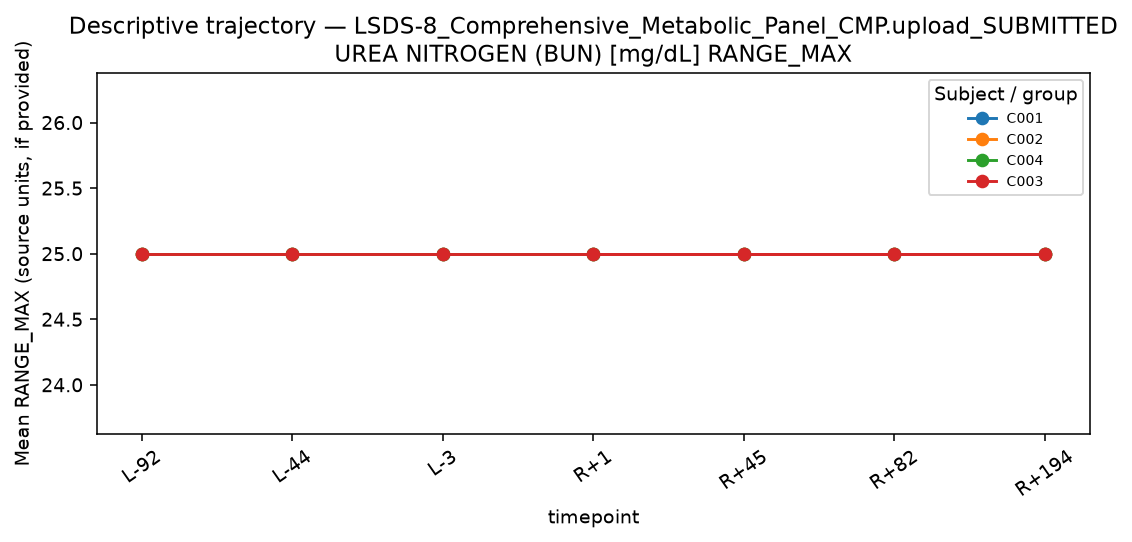 Descriptive trajectory — LSDS-8_Comprehensive_Metabolic_Panel_CMP.upload_SUBMITTED
UREA NITROGEN (BUN) [mg/dL] RANGE_MAX
Mean RANGE_MAX (source units, if provided)
26.0
25.5
25.0
24.5
24.0
Subject / group
C001
C002
C004
C003
L-92
L-44
L-3
R+1
R+45
R+82
R+194
timepoint